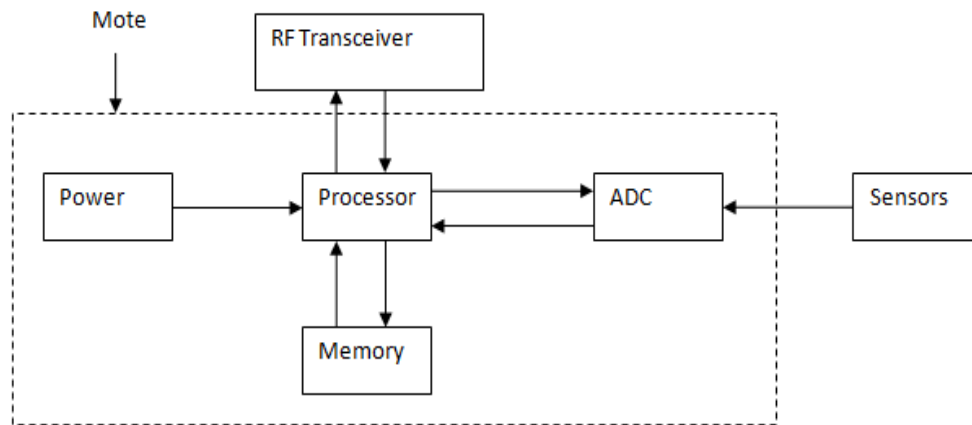 Mote
RF Transceiver
Power
Processor
ADC
Sensors
Memory